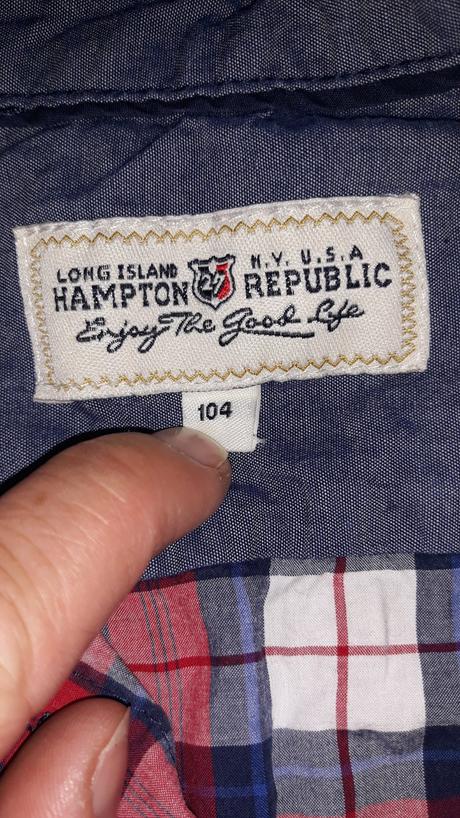 LONG ISLAND N.Y. U.S.A
HAMPTON 27 REPUBLIC
Enjoy The Good Life
104